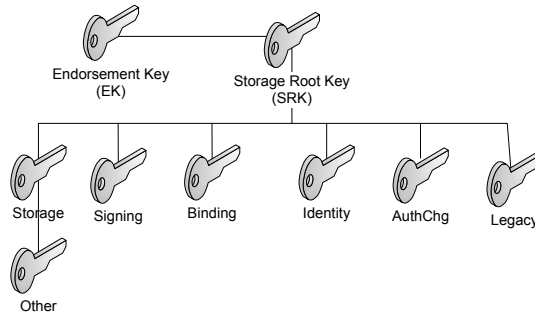 Endorsement Key
(EK)
Storage Root Key
(SRK)
Storage
Signing
Binding
Identity
AuthChg
Legacy
Other